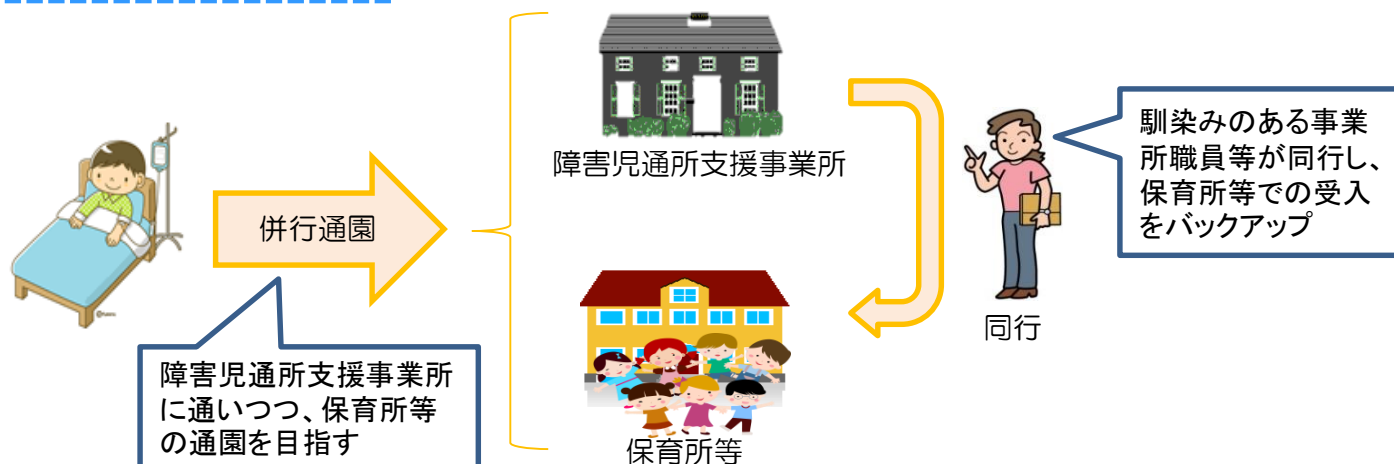 障害児通所支援事業所
馴染みのある事業
所職員等が同行し、
保育所等での受入
をバックアップ
併行通園
同行
障害児通所支援事業所
に通いつつ、保育所等
の通園を目指す
保育所等